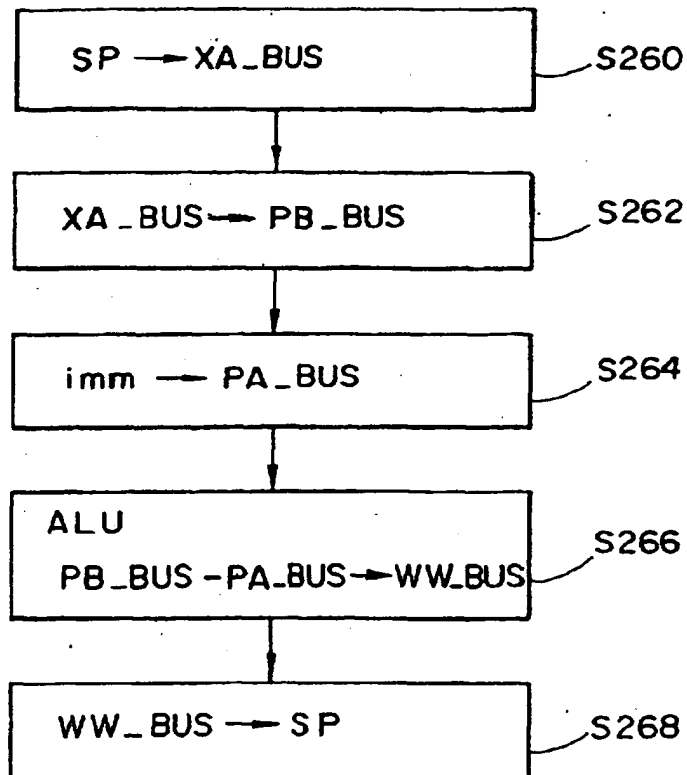 SP → XA_BUS
S260
XA_BUS → PB_BUS
S262
imm → PA_BUS
S264
ALU
PB_BUS - PA_BUS → WW_BUS
S266
WW_BUS → SP
S268